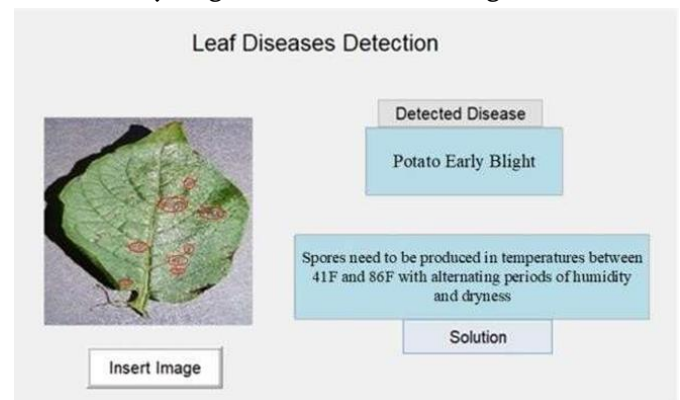 Leaf Diseases Detection
Detected Disease
Potato Early Blight
Spores need to be produced in temperatures between
41F and 86F with alternating periods of humidity
and dryness
Solution
Insert Image